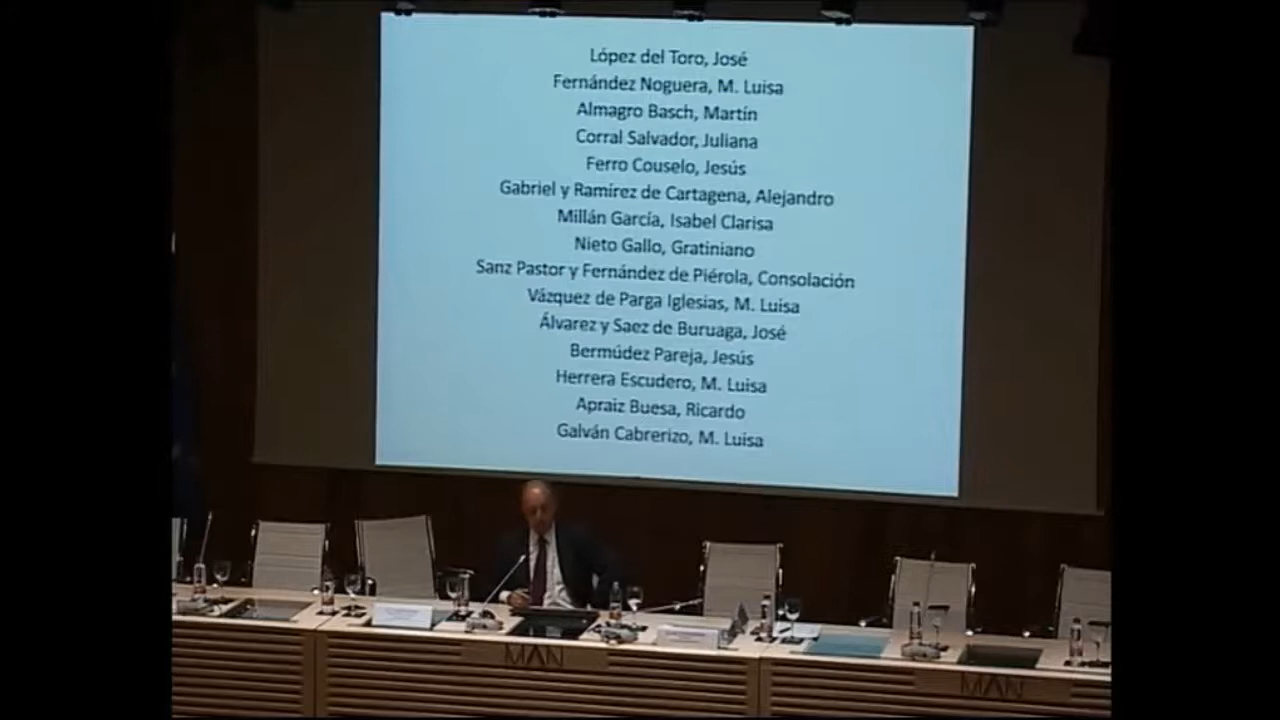 López del Toro, José
Fernández Noguera, M. Luisa
Almagro Basch, Martín
Corral Salvador, Juliana
Ferro Couselo, Jesús
Gabriel y Ramírez de Cartagena, Alejandro
Millán García, Isabel Clarisa
Nieto Gallo, Gratiniano
Sanz Pastor y Fernández de Piérola, Consolación
Vázquez de Parga Iglesias, M. Luisa
Álvarez y Saez de Buruaga, José
Bermúdez Pareja, Jesús
Herrera Escudero, M. Luisa
Apraiz Buesa, Ricardo
Galván Cabrerizo, M. Luisa
MAN
MAN